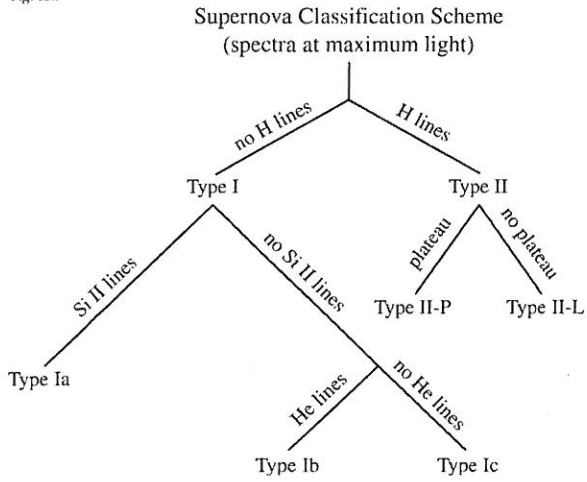 Supernova Classification Scheme
(spectra at maximum light)
no H lines
H lines
Type I
Type II
Si II lines
no Si II lines
plateau
no plateau
Type II-P
Type II-L
Type Ia
He lines
no He lines
Type Ib
Type Ic